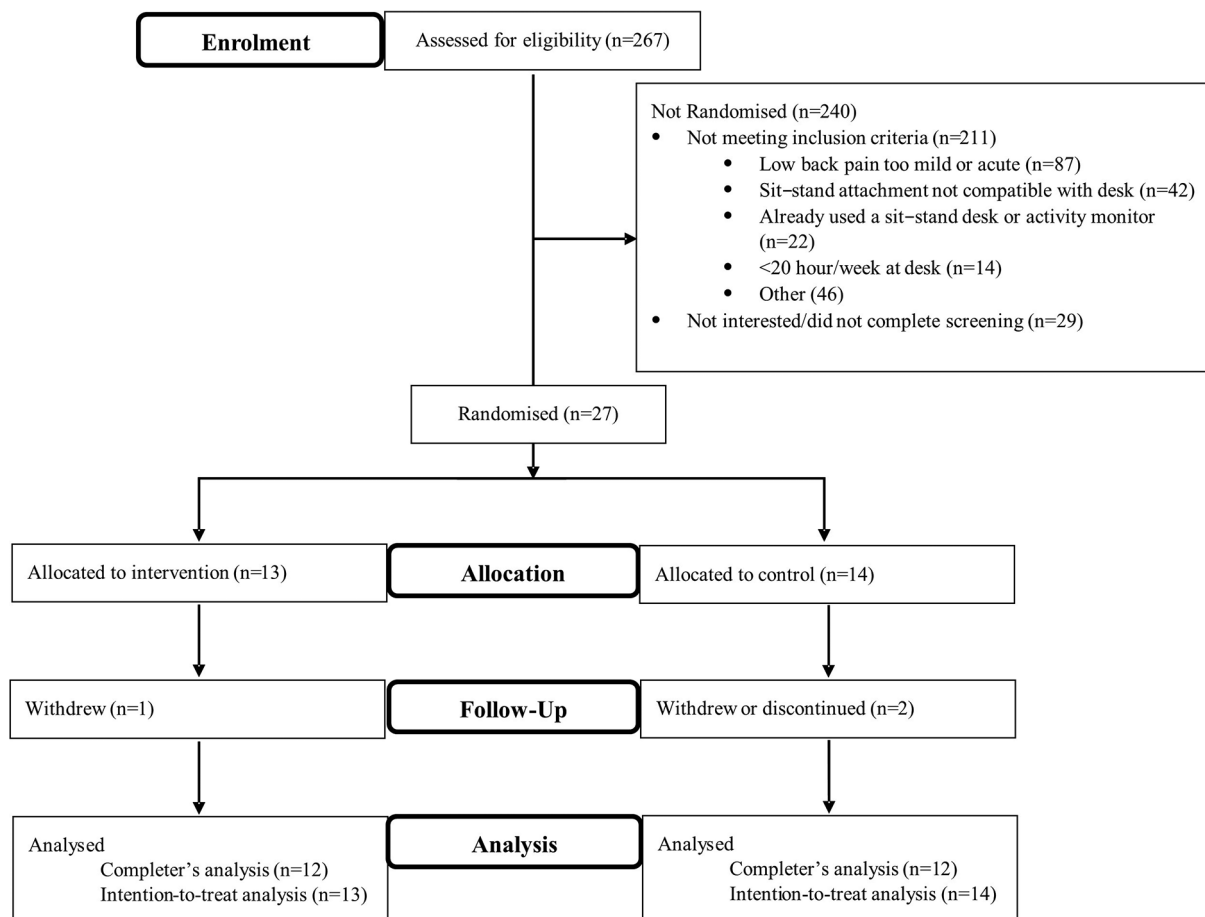 Enrolment
Assessed for eligibility (n=267)
Not Randomised (n=240)
• Not meeting inclusion criteria (n=211)
• Low back pain too mild or acute (n=87)
• Sit−stand attachment not compatible with desk (n=42)
• Already used a sit−stand desk or activity monitor
(n=22)
• <20 hour/week at desk (n=14)
• Other (46)
• Not interested/did not complete screening (n=29)
Randomised (n=27)
Allocated to intervention (n=13)
Allocation
Allocated to control (n=14)
Withdrew (n=1)
Follow-Up
Withdrew or discontinued (n=2)
Analysed
Completer’s analysis (n=12)
Intention-to-treat analysis (n=13)
Analysis
Analysed
Completer’s analysis (n=12)
Intention-to-treat analysis (n=14)